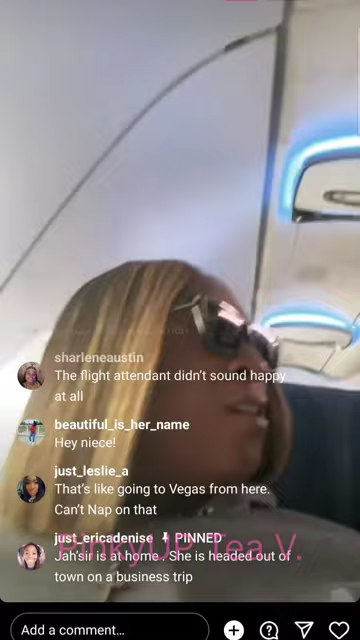 sharleneaustin
The flight attendant didn't sound happy
at all
beautiful_is_her_name
Hey niece!
just_leslie_a
That's like going to Vegas from here.
Can't Nap on that
just_ericadenise PINNED
PinkyUP Tea V.
Jah'sir is at home. She is headed out of
town on a business trip
Add a comment...